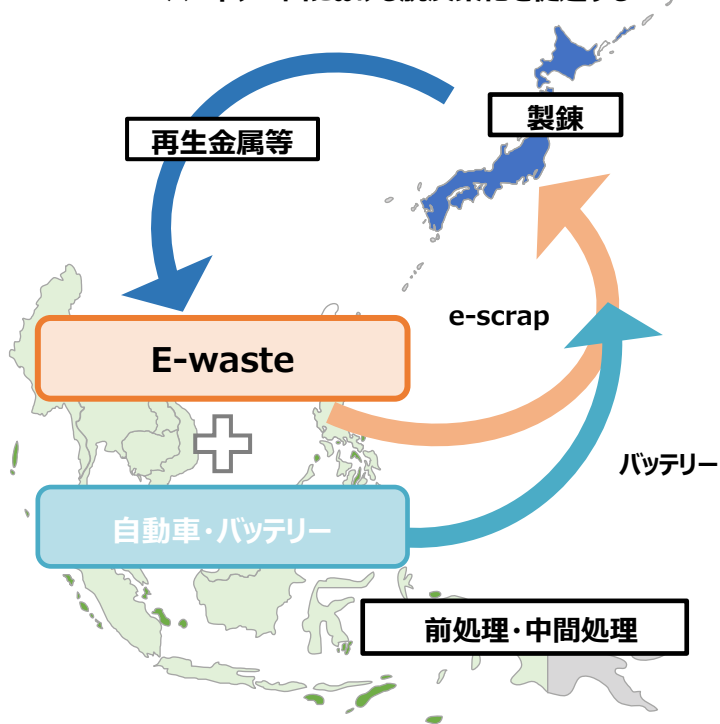 製錬
再生金属等
e-scrap
E-waste
バッテリー
自動車・バッテリー
前処理・中間処理